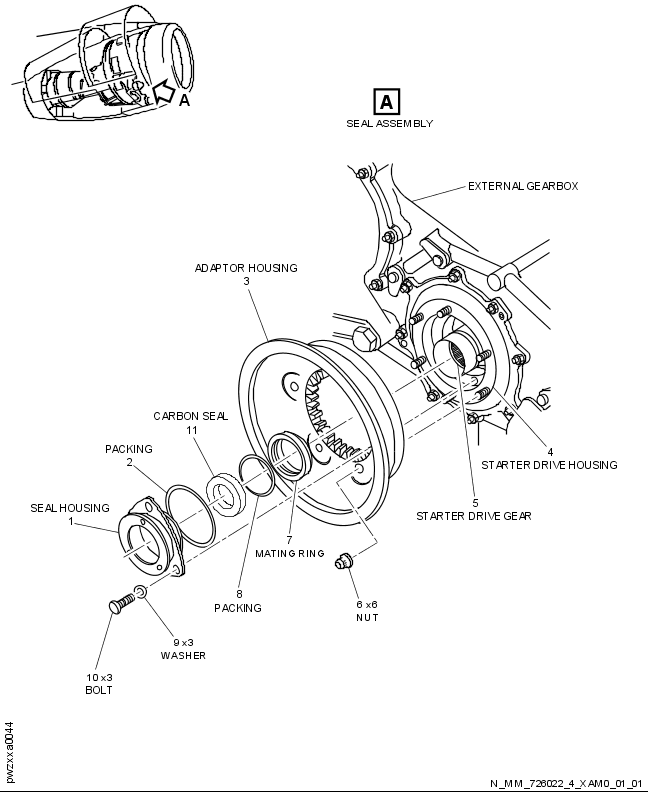 A
A
SEAL ASSEMBLY
EXTERNAL GEARBOX
ADAPTOR HOUSING
3
CARBON SEAL
11
PACKING
2
SEAL HOUSING
1
4
STARTER DRIVE HOUSING
5
STARTER DRIVE GEAR
7
MATING RING
8
PACKING
6 x6
NUT
9 x3
WASHER
10 x3
BOLT
pwzxxa0044
N_MM_726022_4_XAM0_01_01